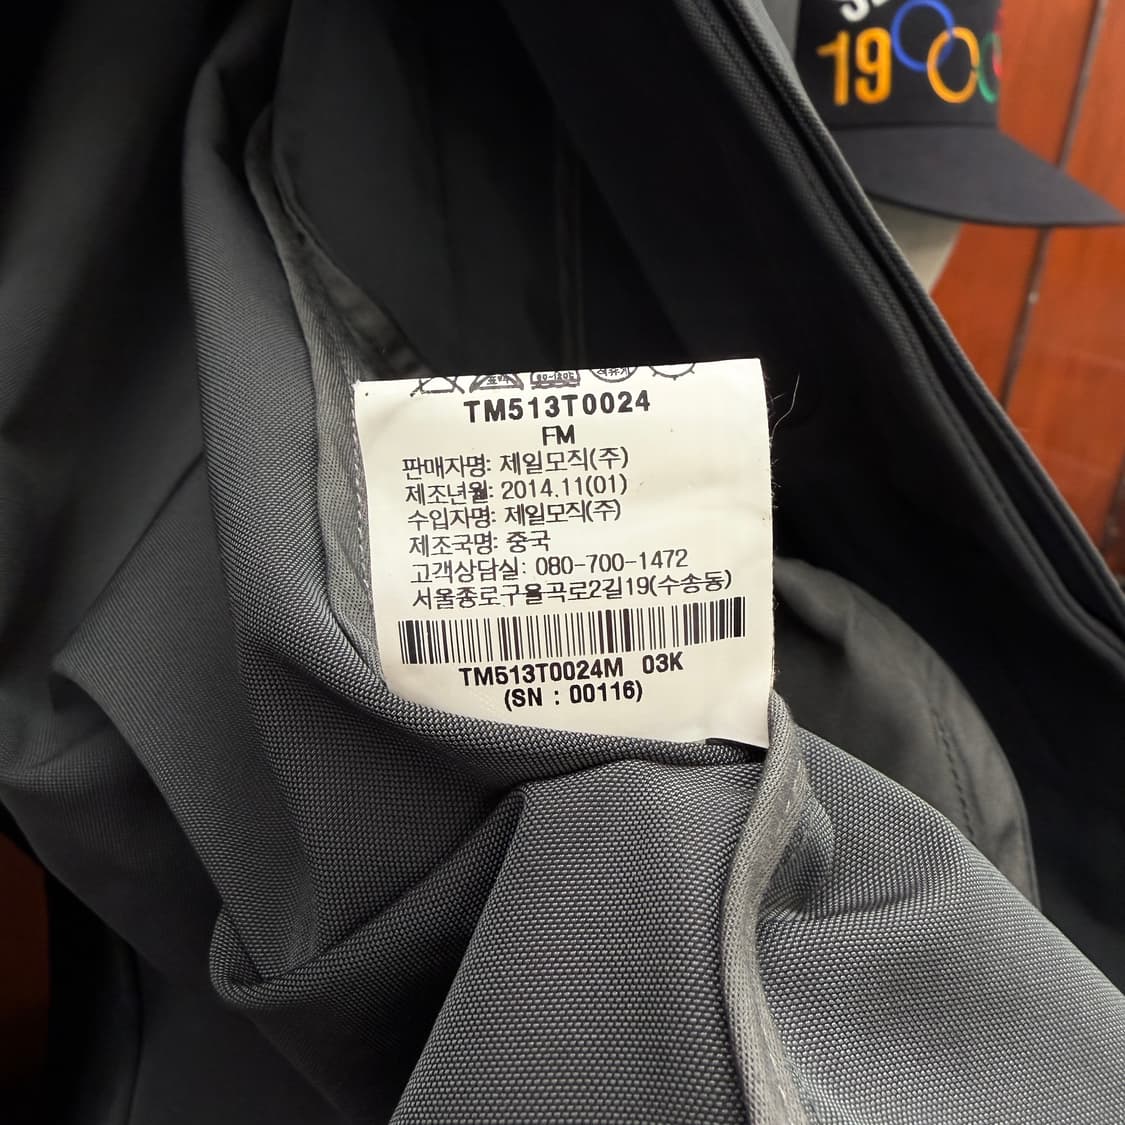 19
TM513T0024
FM
판매자명: 제일모직(주)
제조년월: 2014.11(01)
수입자명: 제일모직(주)
제조국명: 중국
고객상담실: 080-700-1472
서울종로구율곡로2길19(수송동)
TM513T0024M 03K
(SN : 00116)